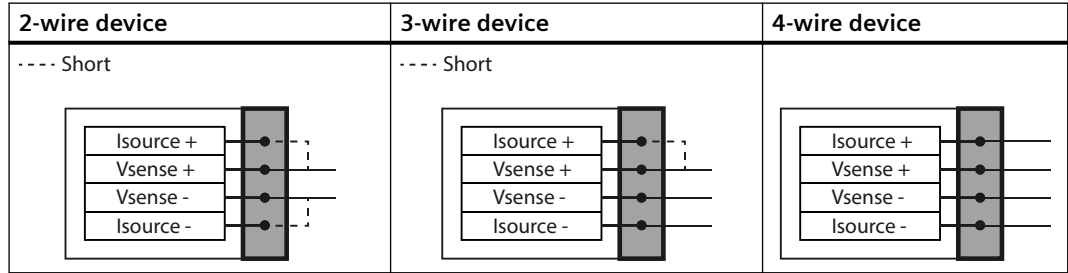 2-wire device 3-wire device 4-wire device
---- Short ---- Short
Isource + Isource + Isource +
Vsense + Vsense + Vsense +
Vsense - Vsense - Vsense -
Isource - Isource - Isource -